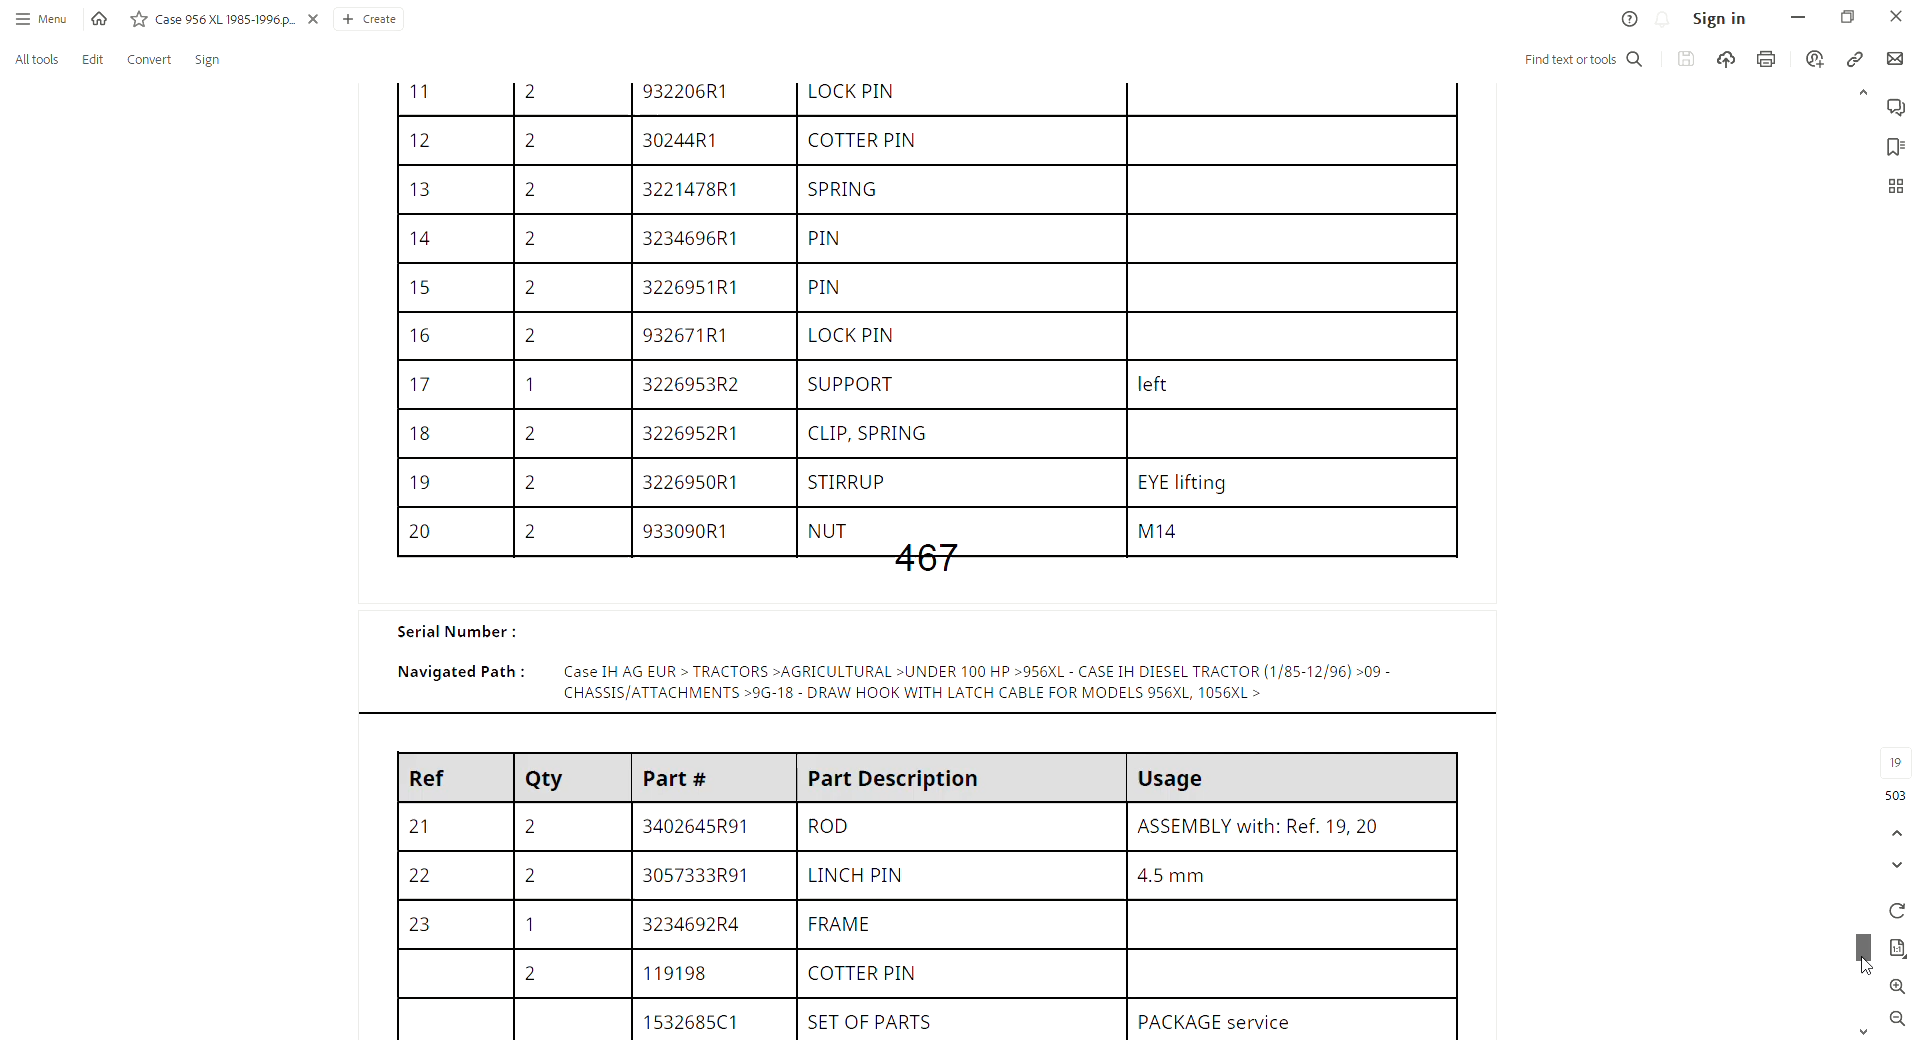 Menu
Case 956 XL 1985-1996.p...
Create
Sign in
All tools Edit Convert Sign
Find text or tools
11 2 932206R1 LOCK PIN
12 2 30244R1 COTTER PIN
13 2 3221478R1 SPRING
14 2 3234696R1 PIN
15 2 3226951R1 PIN
16 2 932671R1 LOCK PIN
17 1 3226953R2 SUPPORT left
18 2 3226952R1 CLIP, SPRING
19 2 3226950R1 STIRRUP EYE lifting
20 2 933090R1 NUT M14
467
Serial Number :
Navigated Path : Case IH AG EUR > TRACTORS >AGRICULTURAL >UNDER 100 HP >956XL - CASE IH DIESEL TRACTOR (1/85-12/96) >09 -
CHASSIS/ATTACHMENTS >9G-18 - DRAW HOOK WITH LATCH CABLE FOR MODELS 956XL, 1056XL >
Ref Qty Part # Part Description Usage
21 2 3402645R91 ROD ASSEMBLY with: Ref. 19, 20
22 2 3057333R91 LINCH PIN 4.5 mm
23 1 3234692R4 FRAME
2 119198 COTTER PIN
1532685C1 SET OF PARTS PACKAGE service
19
503